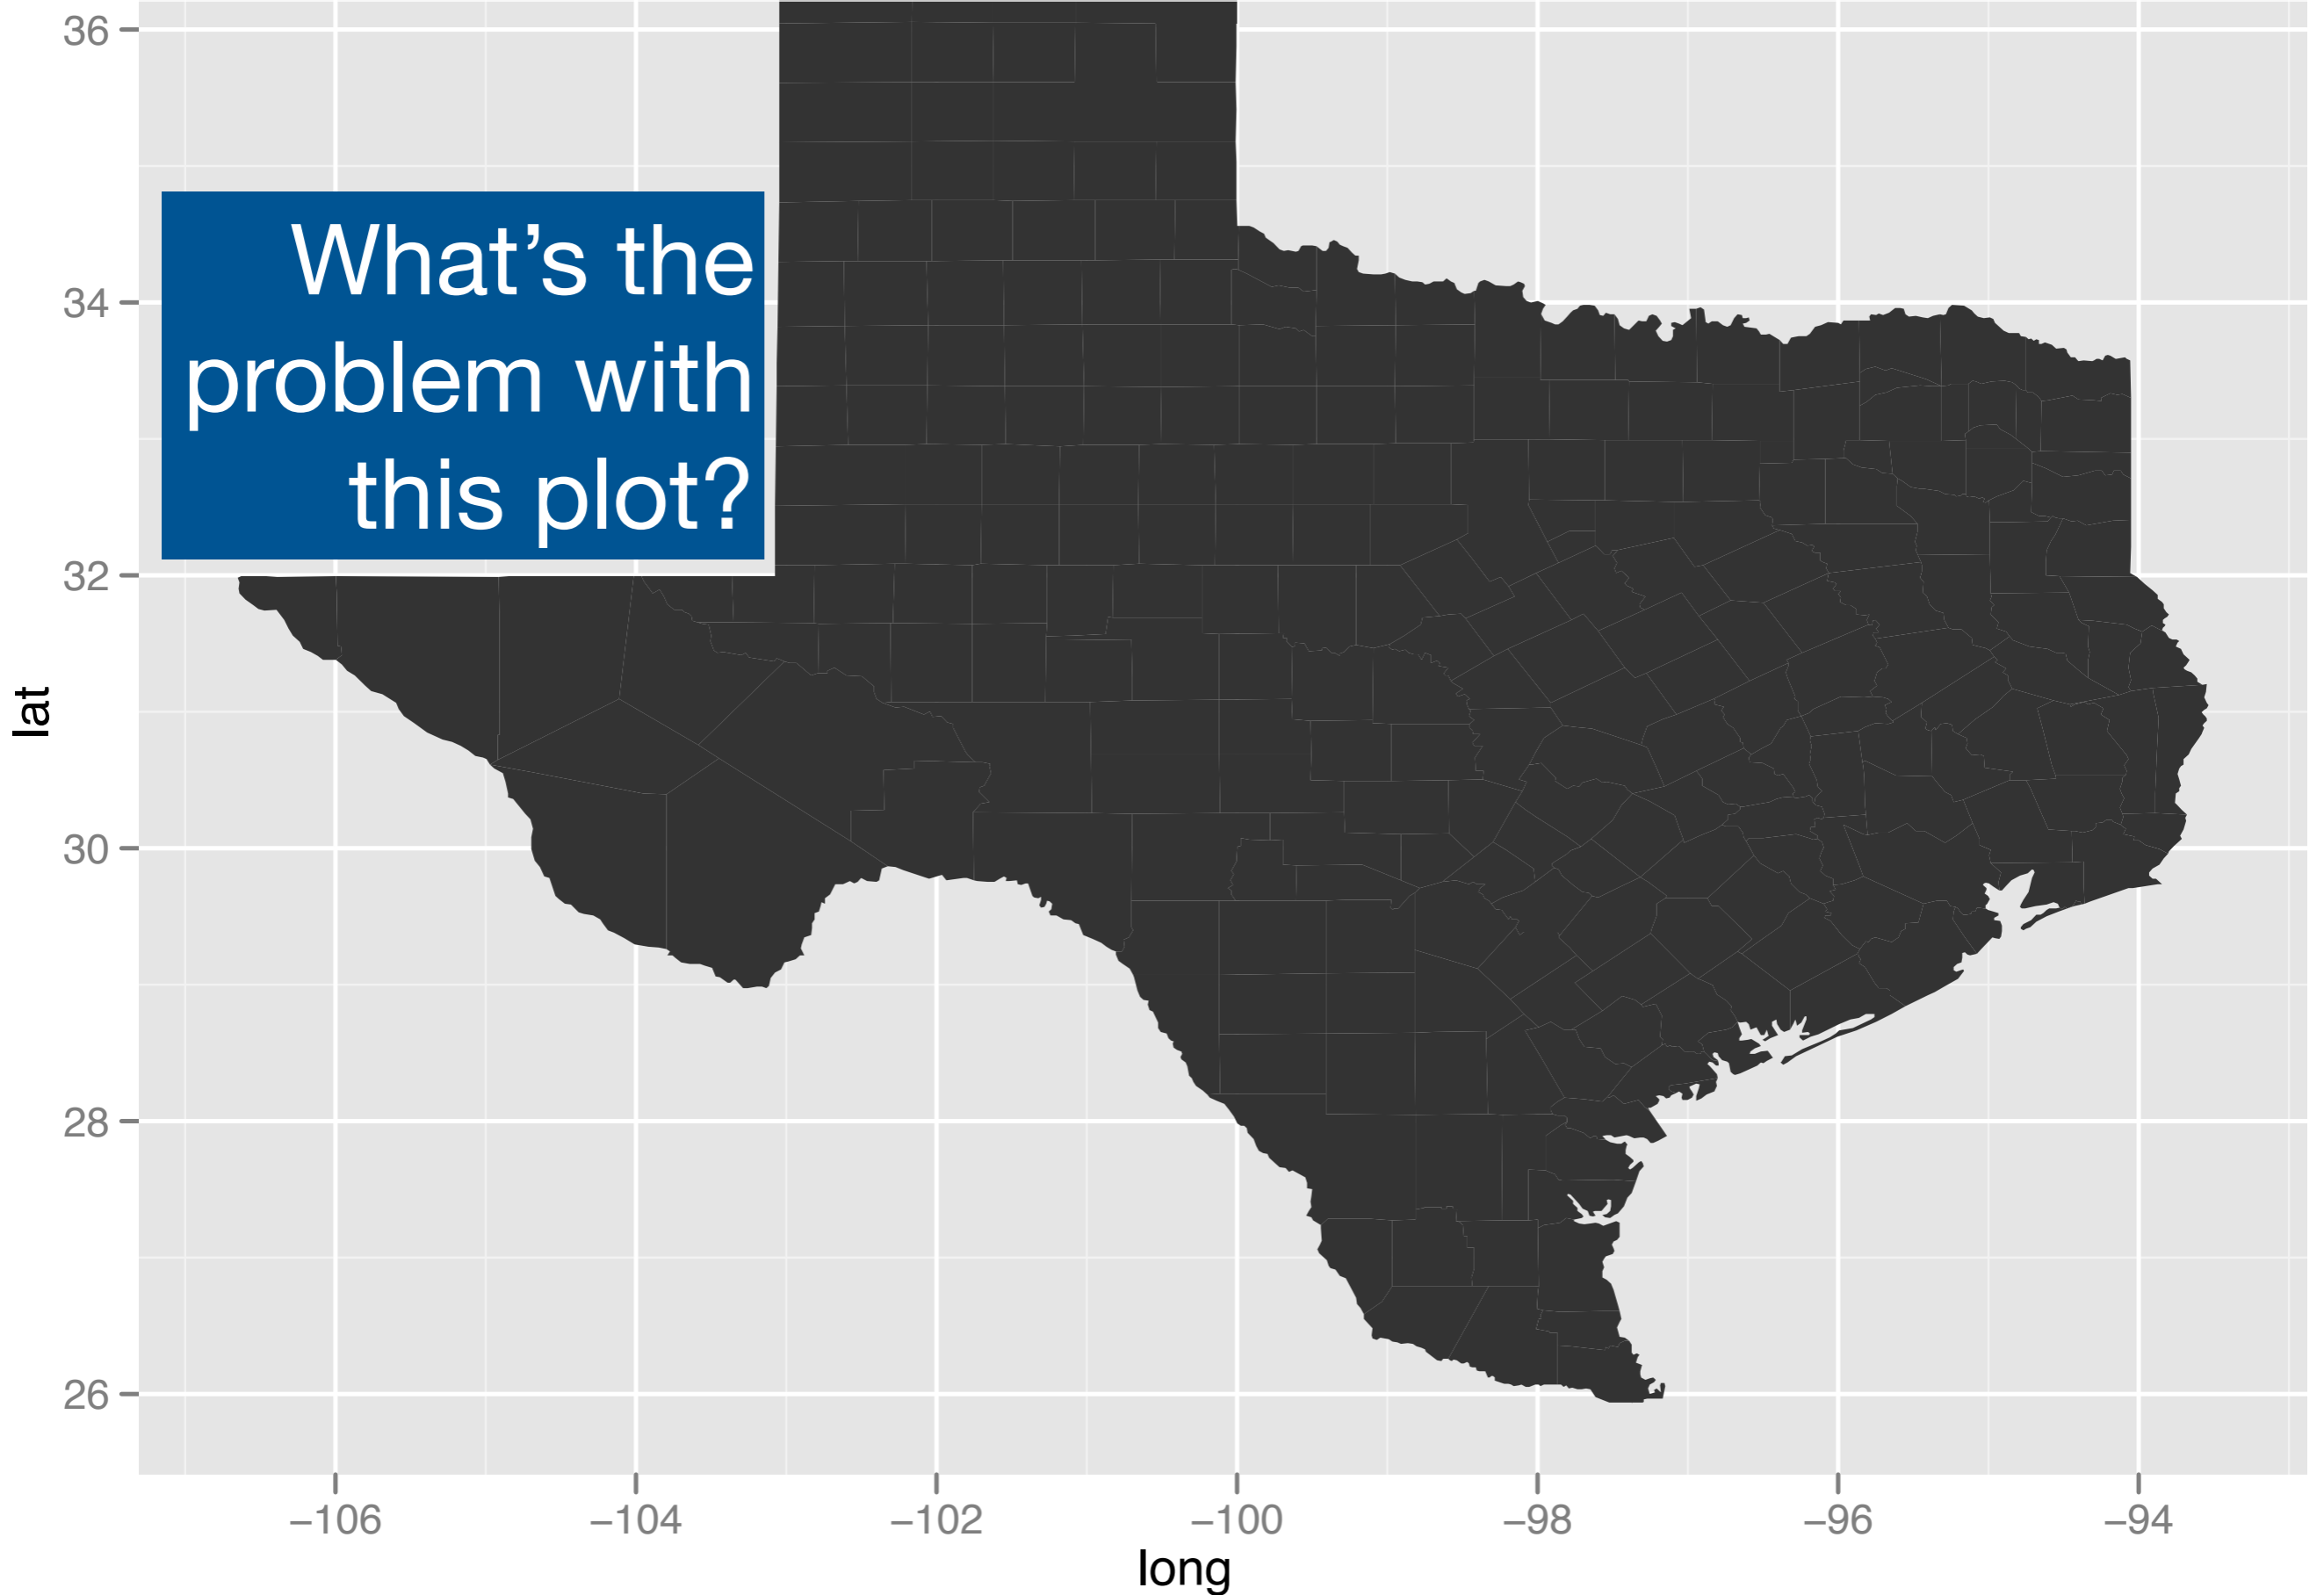 36
34
32
30
28
26
lat
What’s the
problem with
this plot?
−106 −104 −102 −100 −98 −96 −94
long